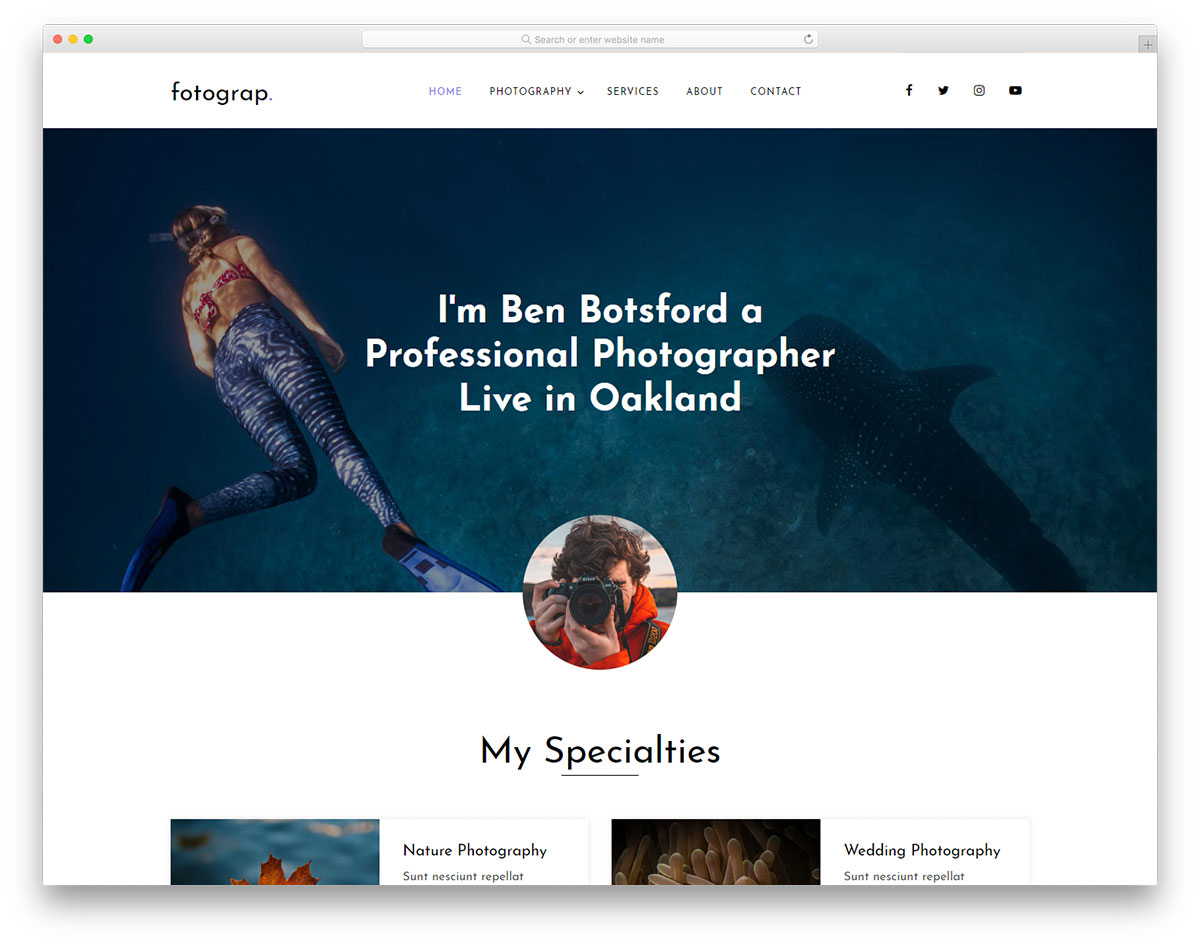 Search or enter website name
fotograp.
HOME PHOTOGRAPHY SERVICES ABOUT CONTACT
I'm Ben Botsford a
Professional Photographer
Live in Oakland
Nikon
My Specialties
Nature Photography
Sunt nesciunt repellat
Wedding Photography
Sunt nesciunt repellat